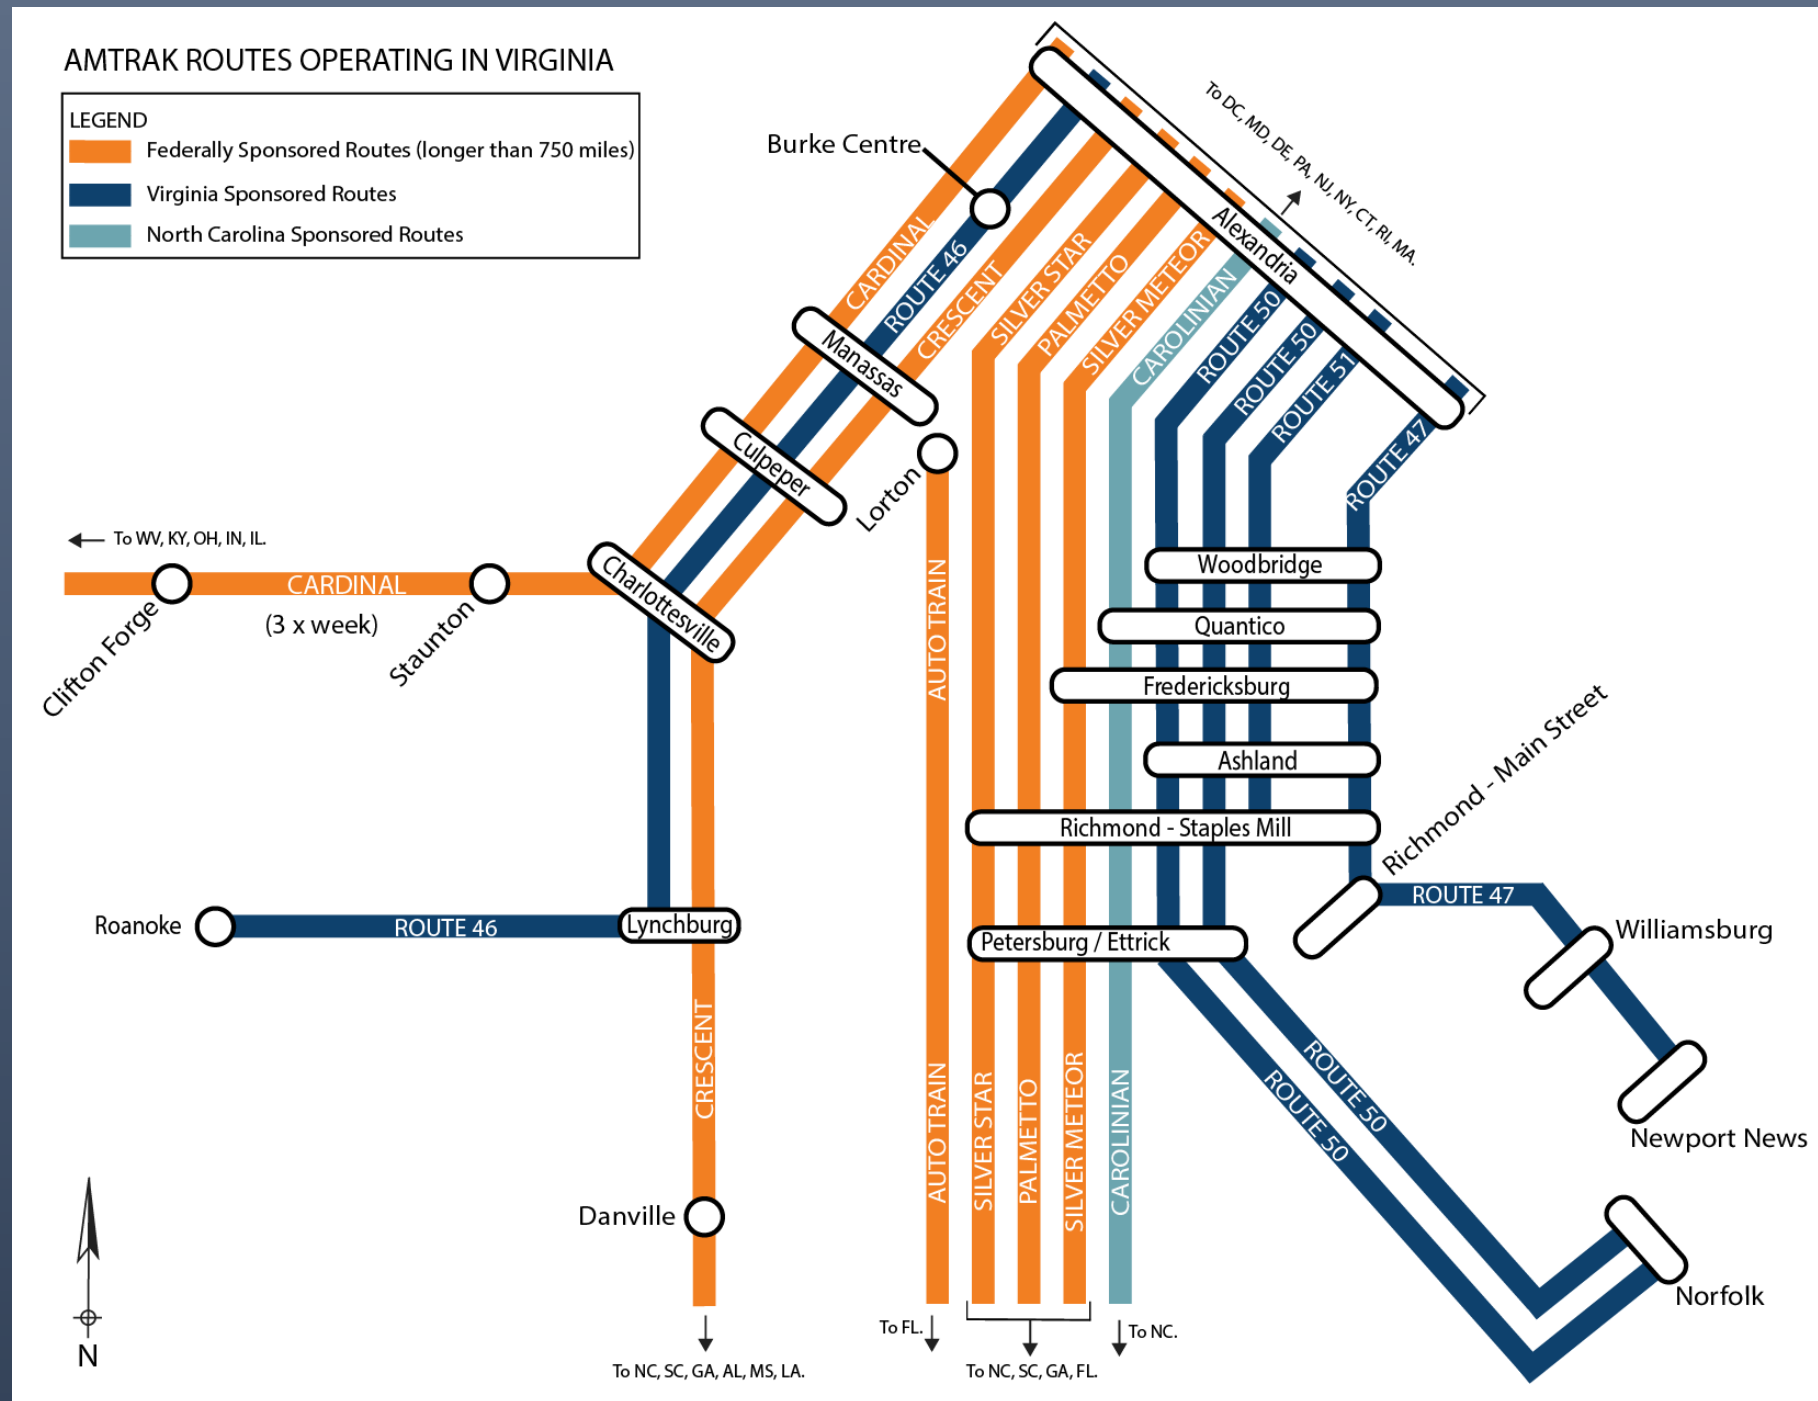 AMTRAK ROUTES OPERATING IN VIRGINIA
LEGEND
Federally Sponsored Routes (longer than 750 miles)
Virginia Sponsored Routes
North Carolina Sponsored Routes
Burke Centre
To DC, MD, DE, PA, NJ, NY, CT, RI, MA.
Alexandria
CARDINAL
ROUTE 46
CRESCENT
SILVER STAR
PALMETTO
SILVER METEOR
CAROLINIAN
ROUTE 50
ROUTE 50
ROUTE 51
ROUTE 47
Manassas
Culpeper
Lorton
To WV, KY, OH, IN, IL.
CARDINAL
(3 x week)
Clifton Forge
Staunton
Charlottesville
AUTO TRAIN
Woodbridge
Quantico
Fredericksburg
Ashland
Richmond - Staples Mill
Richmond - Main Street
ROUTE 47
Williamsburg
Newport News
Roanoke
ROUTE 46
Lynchburg
Petersburg / Ettrick
CRESCENT
AUTO TRAIN
SILVER STAR
PALMETTO
SILVER METEOR
CAROLINIAN
ROUTE 50
ROUTE 50
Norfolk
Danville
N
To NC, SC, GA, AL, MS, LA.
To FL.
To NC, SC, GA, FL.
To NC.